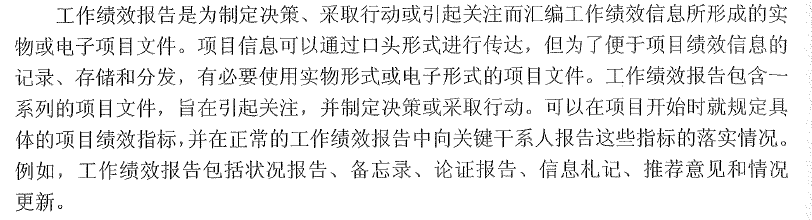 工作绩效报告是为制定决策、采取行动或引起关注而汇编工作绩效信息所形成的实
物或电子项目文件。项目信息可以通过口头形式进行传达，但为了便于项目绩效信息的
记录、存储和分发，有必要使用实物形式或电子形式的项目文件。工作绩效报告包含一
系列的项目文件，旨在引起关注，并制定决策或采取行动。可以在项目开始时就规定具
体的项目绩效指标，并在正常的工作绩效报告中向关键干系人报告这些指标的落实情况。
例如，工作绩效报告包括状况报告、备忘录、论证报告、信息札记、推荐意见和情况
更新。